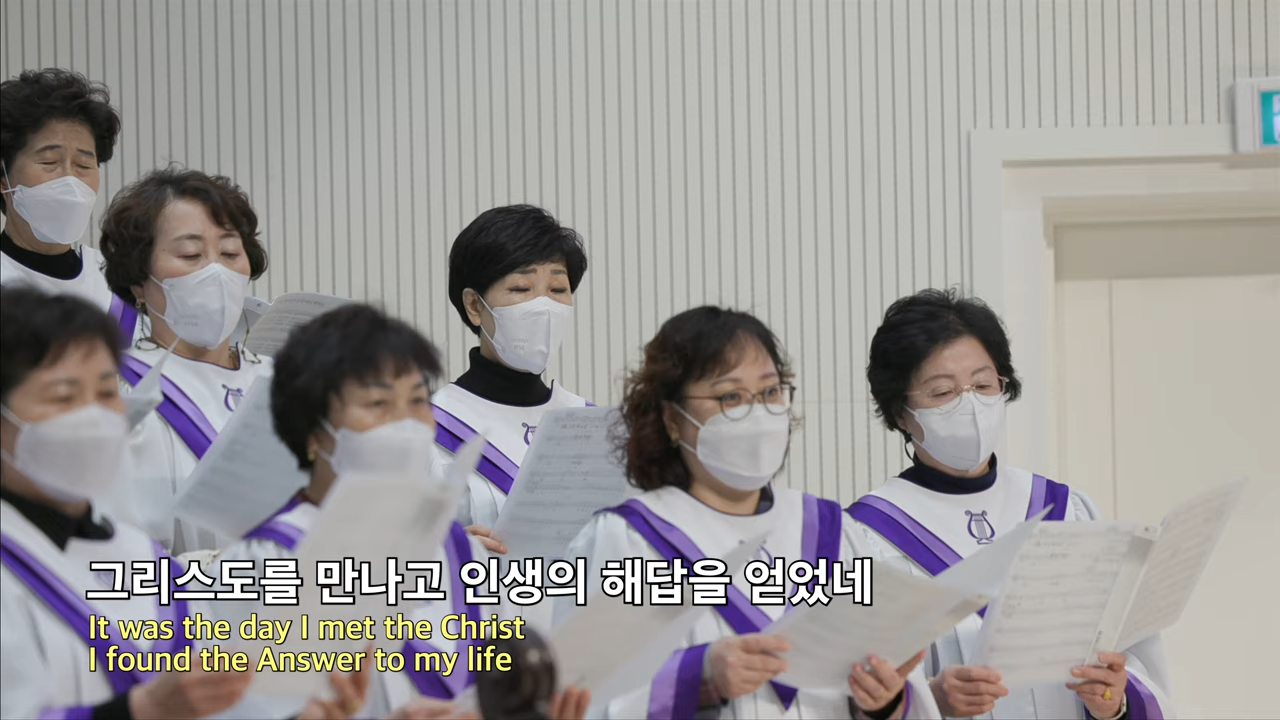 그리스도를 만나고 인생의 해답을 얻었네
It was the day I met the Christ
I found the Answer to my life